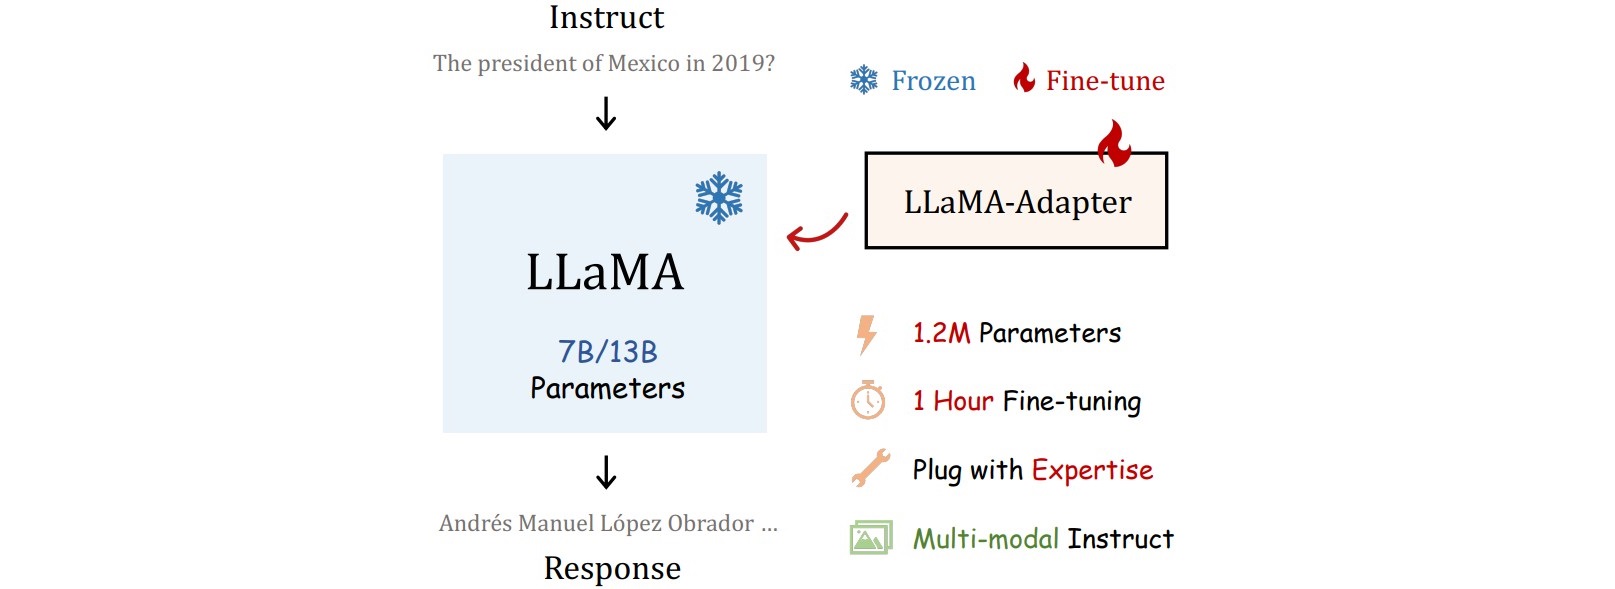 Instruct
The president of Mexico in 2019?
LLaMA
7B/13B
Parameters
Andrés Manuel López Obrador ...
Response
Frozen
Fine-tune
LLaMA-Adapter
1.2M Parameters
1 Hour Fine-tuning
Plug with Expertise
Multi-modal Instruct